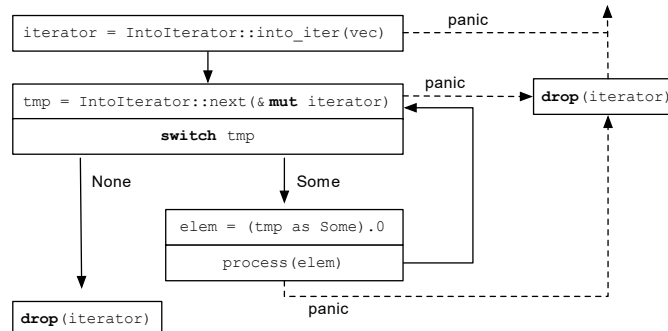 iterator = IntoIterator::into_iter(vec)
panic
tmp = IntoIterator::next(&mut iterator)
panic
drop(iterator)
switch tmp
None
Some
elem = (tmp as Some).0
process(elem)
panic
drop(iterator)